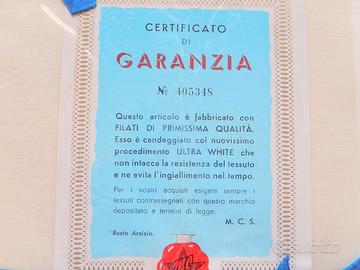 CERTIFICATO
DI
GARANZIA
№ 405348
Questo articolo è fabbricato con
FILATI DI PRIMISSIMA QUALITÀ.
Esso è candeggiato col nuovissimo
procedimento ULTRA WHITE che
non intacca la resistenza del tessuto
e ne evita l'ingiallimento nel tempo.
Per i vostri acquisti esigete sempre i
tessuti contrassegnati con questo marchio
depositato a termini di legge.
M. C. S.
Busto Arsizio.
subito